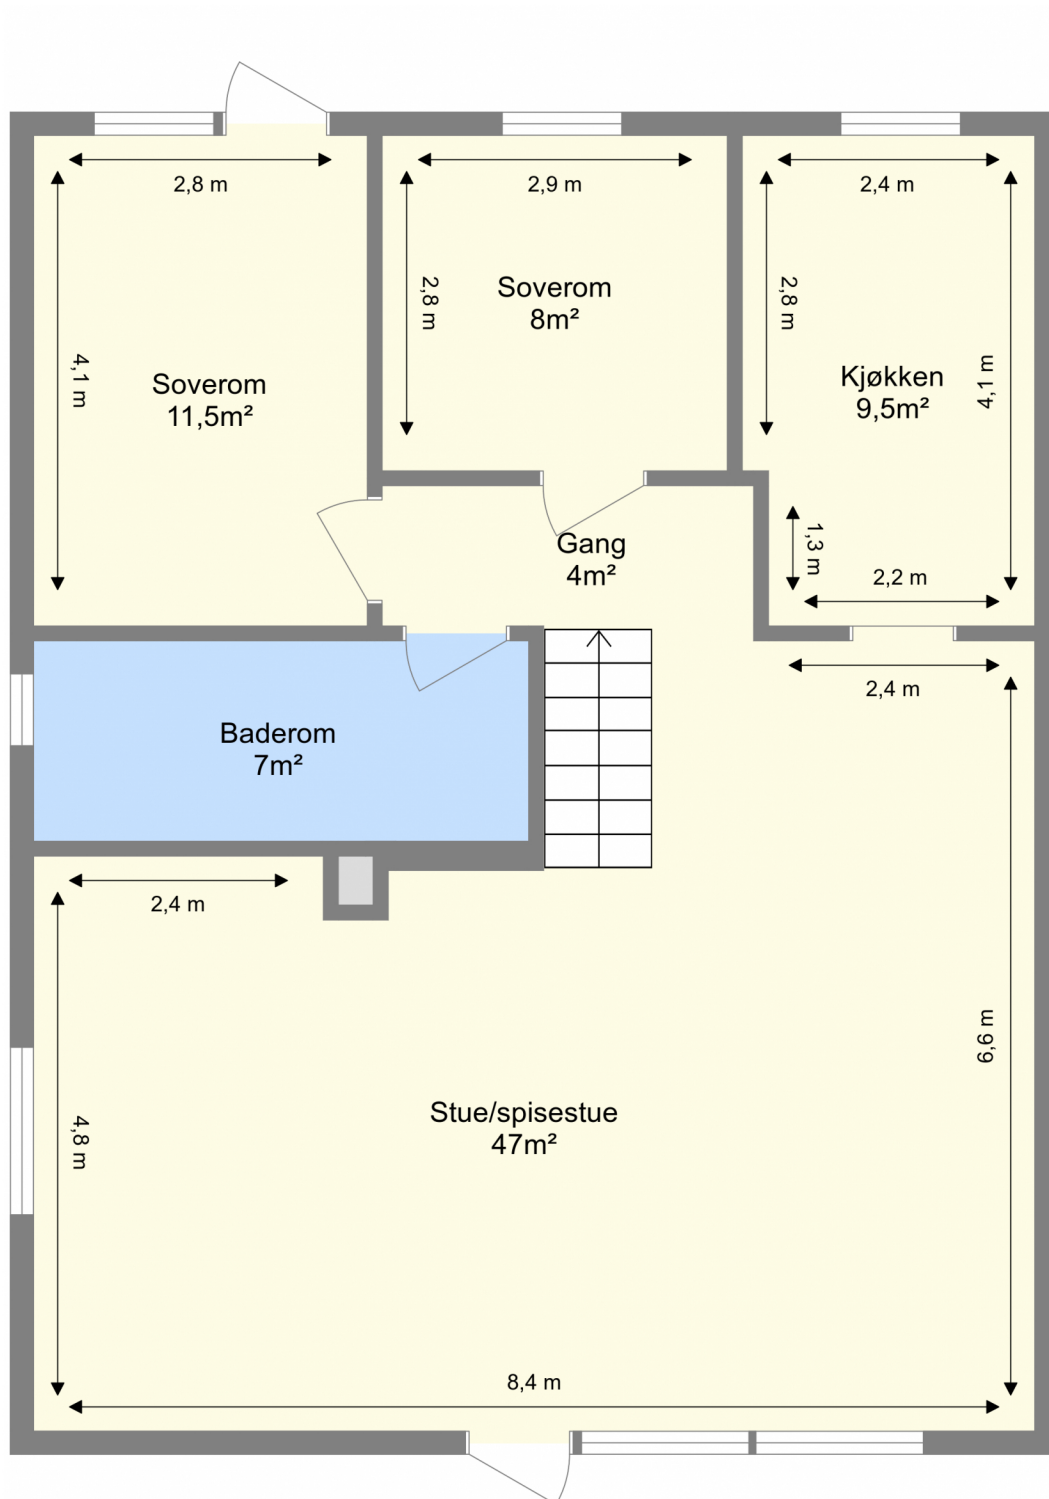 2,8 m
2,9 m
2,4 m
4,1 m
Soverom
11,5m²
2,8 m
Soverom
8m²
2,8 m
Kjøkken
9,5m²
4,1 m
Gang
4m²
1,3 m
2,2 m
2,4 m
Baderom
7m²
2,4 m
6,6 m
4,8 m
Stue/spisestue
47m²
8,4 m